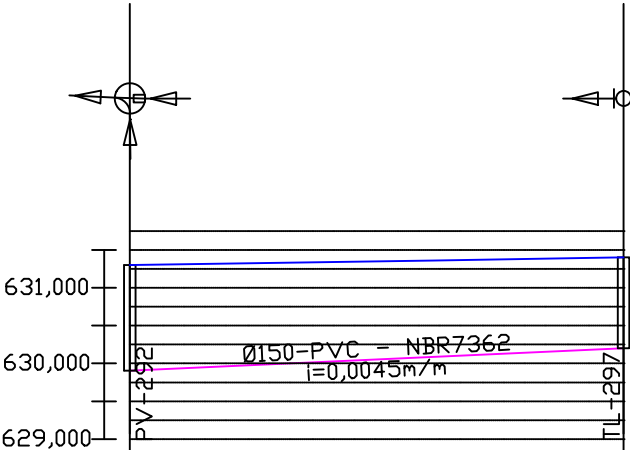 631,000
Ø150-PVC - NBR7362
630,000
i=0,0045m/m
629,000
PV-292
TL-297